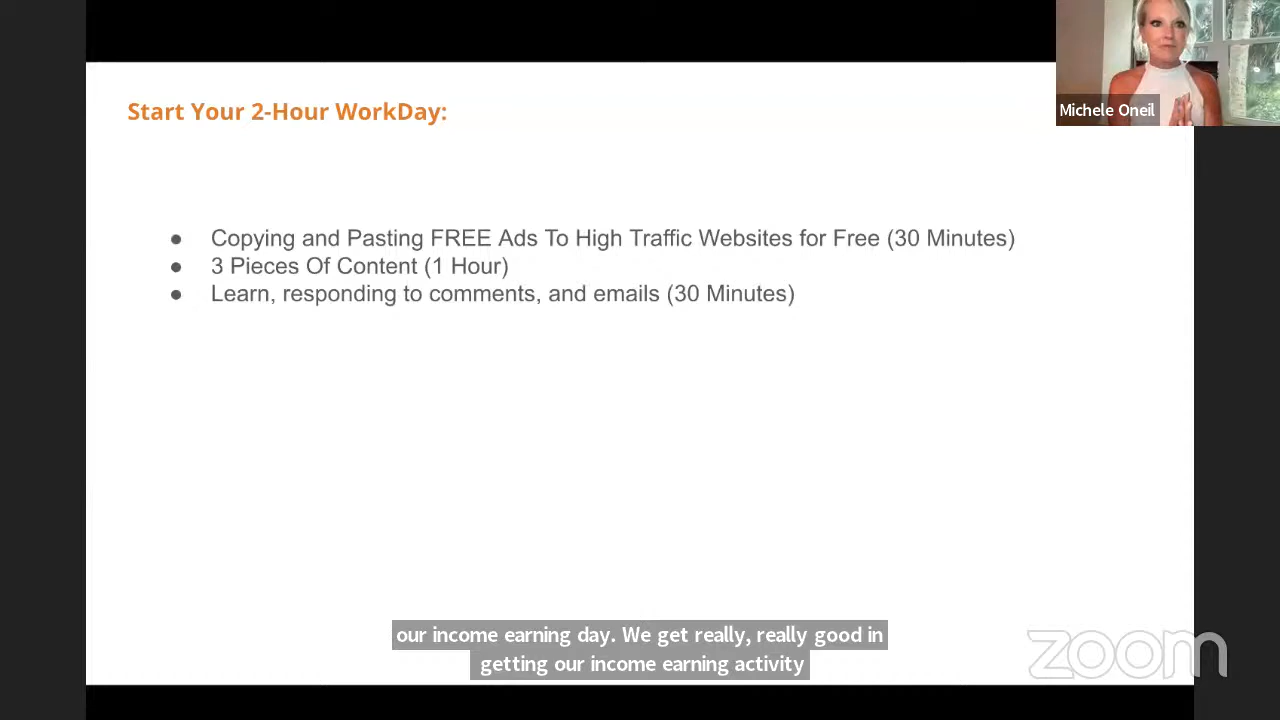 Michele Oneil
Start Your 2-Hour WorkDay:
● Copying and Pasting FREE Ads To High Traffic Websites for Free (30 Minutes)
● 3 Pieces Of Content (1 Hour)
● Learn, responding to comments, and emails (30 Minutes)
our income earning day. We get really, really good in
getting our income earning activity
zoom